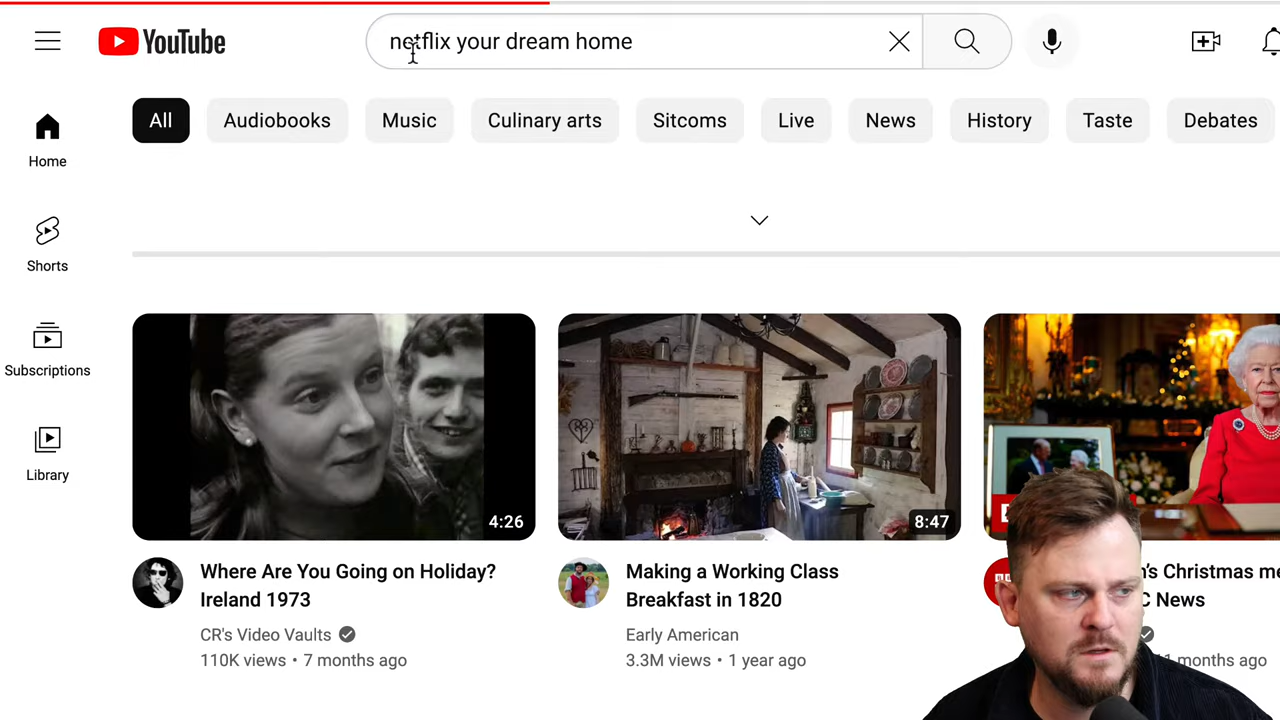 YouTube
netflix your dream home
All
Audiobooks
Music
Culinary arts
Sitcoms
Live
News
History
Taste
Debates
Home
Shorts
Subscriptions
Library
4:26
8:47
Where Are You Going on Holiday?
Ireland 1973
CR's Video Vaults
110K views • 7 months ago
Making a Working Class
Breakfast in 1820
Early American
3.3M views • 1 year ago
's Christmas me
News
months ago